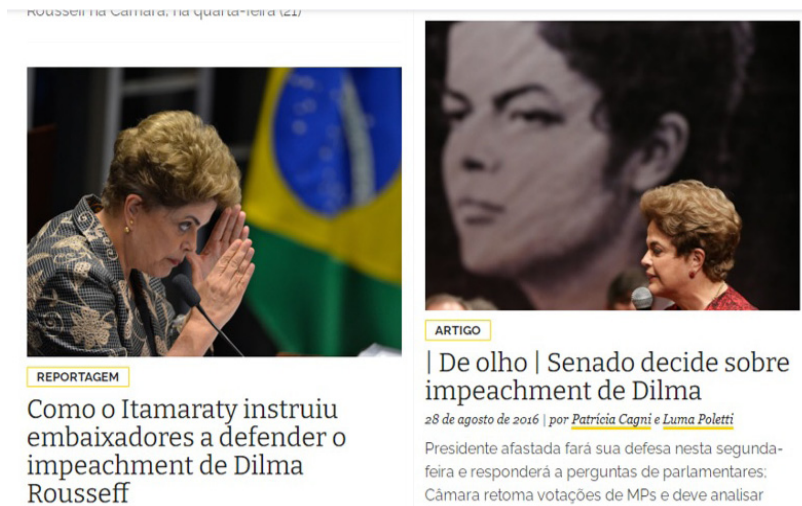 Rousseff na Câmara, na quarta-feira (21)
REPORTAGEM
Como o Itamaraty instruiu
embaixadores a defender o
impeachment de Dilma
Rousseff
ARTIGO
| De olho | Senado decide sobre
impeachment de Dilma
28 de agosto de 2016 | por Patrícia Cagni e Luma Poletti
Presidente afastada fará sua defesa nesta segunda-
feira e responderá a perguntas de parlamentares;
Câmara retoma votações de MPs e deve analisar